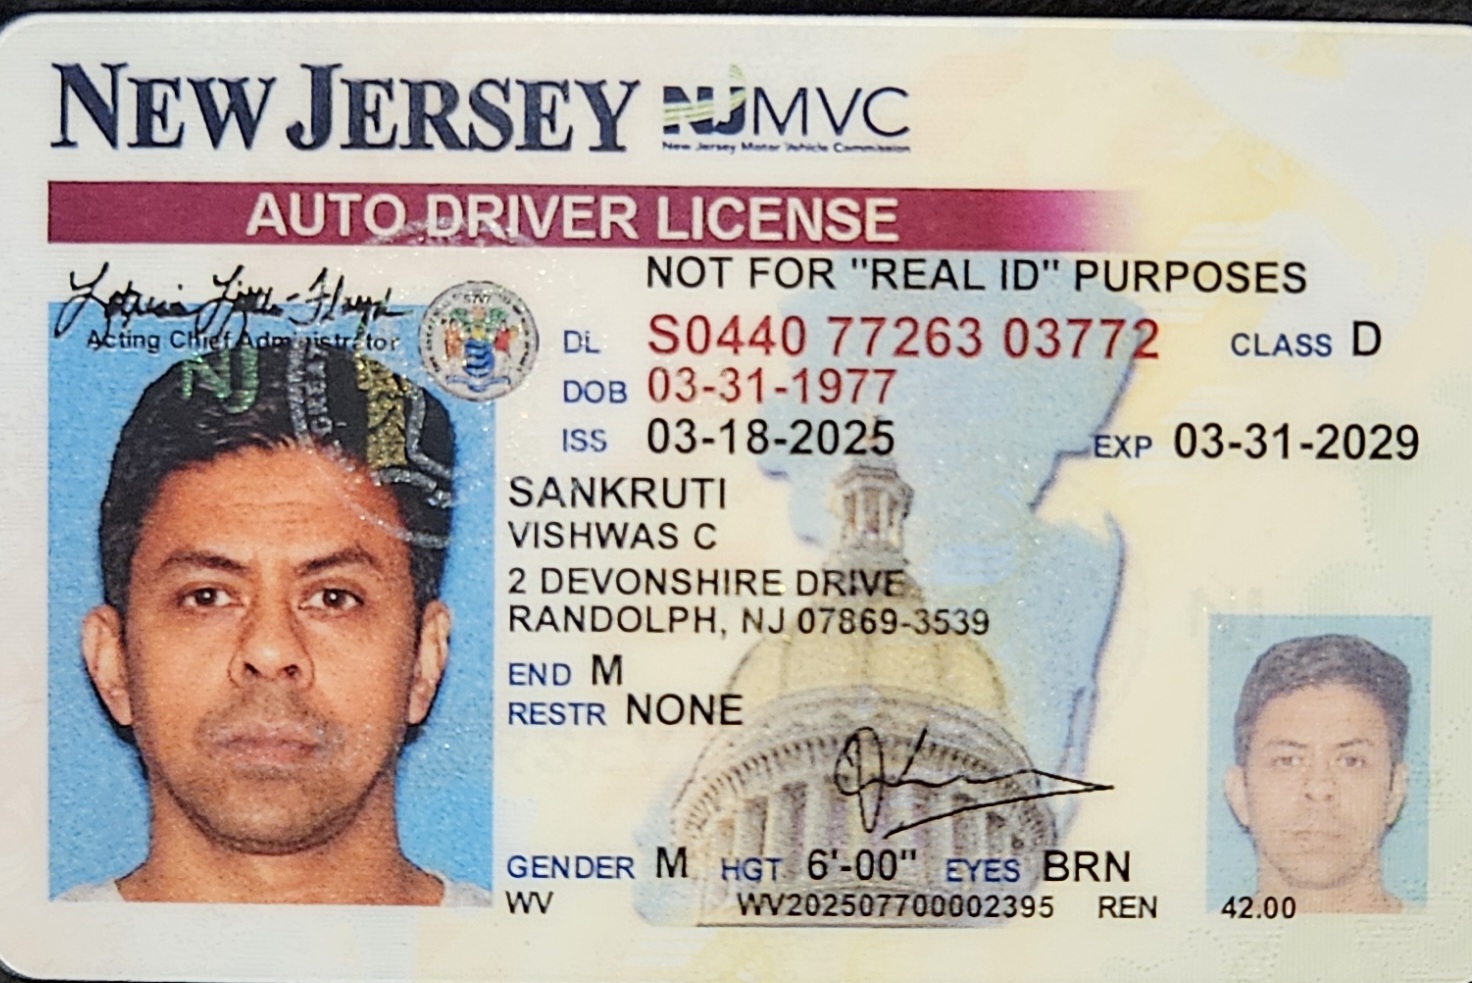 NEW JERSEY NJMVC
New Jersey Motor Vehicle Commission
AUTO DRIVER LICENSE
NOT FOR "REAL ID" PURPOSES
Acting Chief Administrator
DL S0440 77263 03772 CLASS D
DOB 03-31-1977
ISS 03-18-2025 EXP 03-31-2029
SANKRUTI
VISHWAS C
2 DEVONSHIRE DRIVE
RANDOLPH, NJ 07869-3539
END M
RESTR NONE
GENDER M HGT 6'-00" EYES BRN
WV WV202507700002395 REN 42.00
NJ